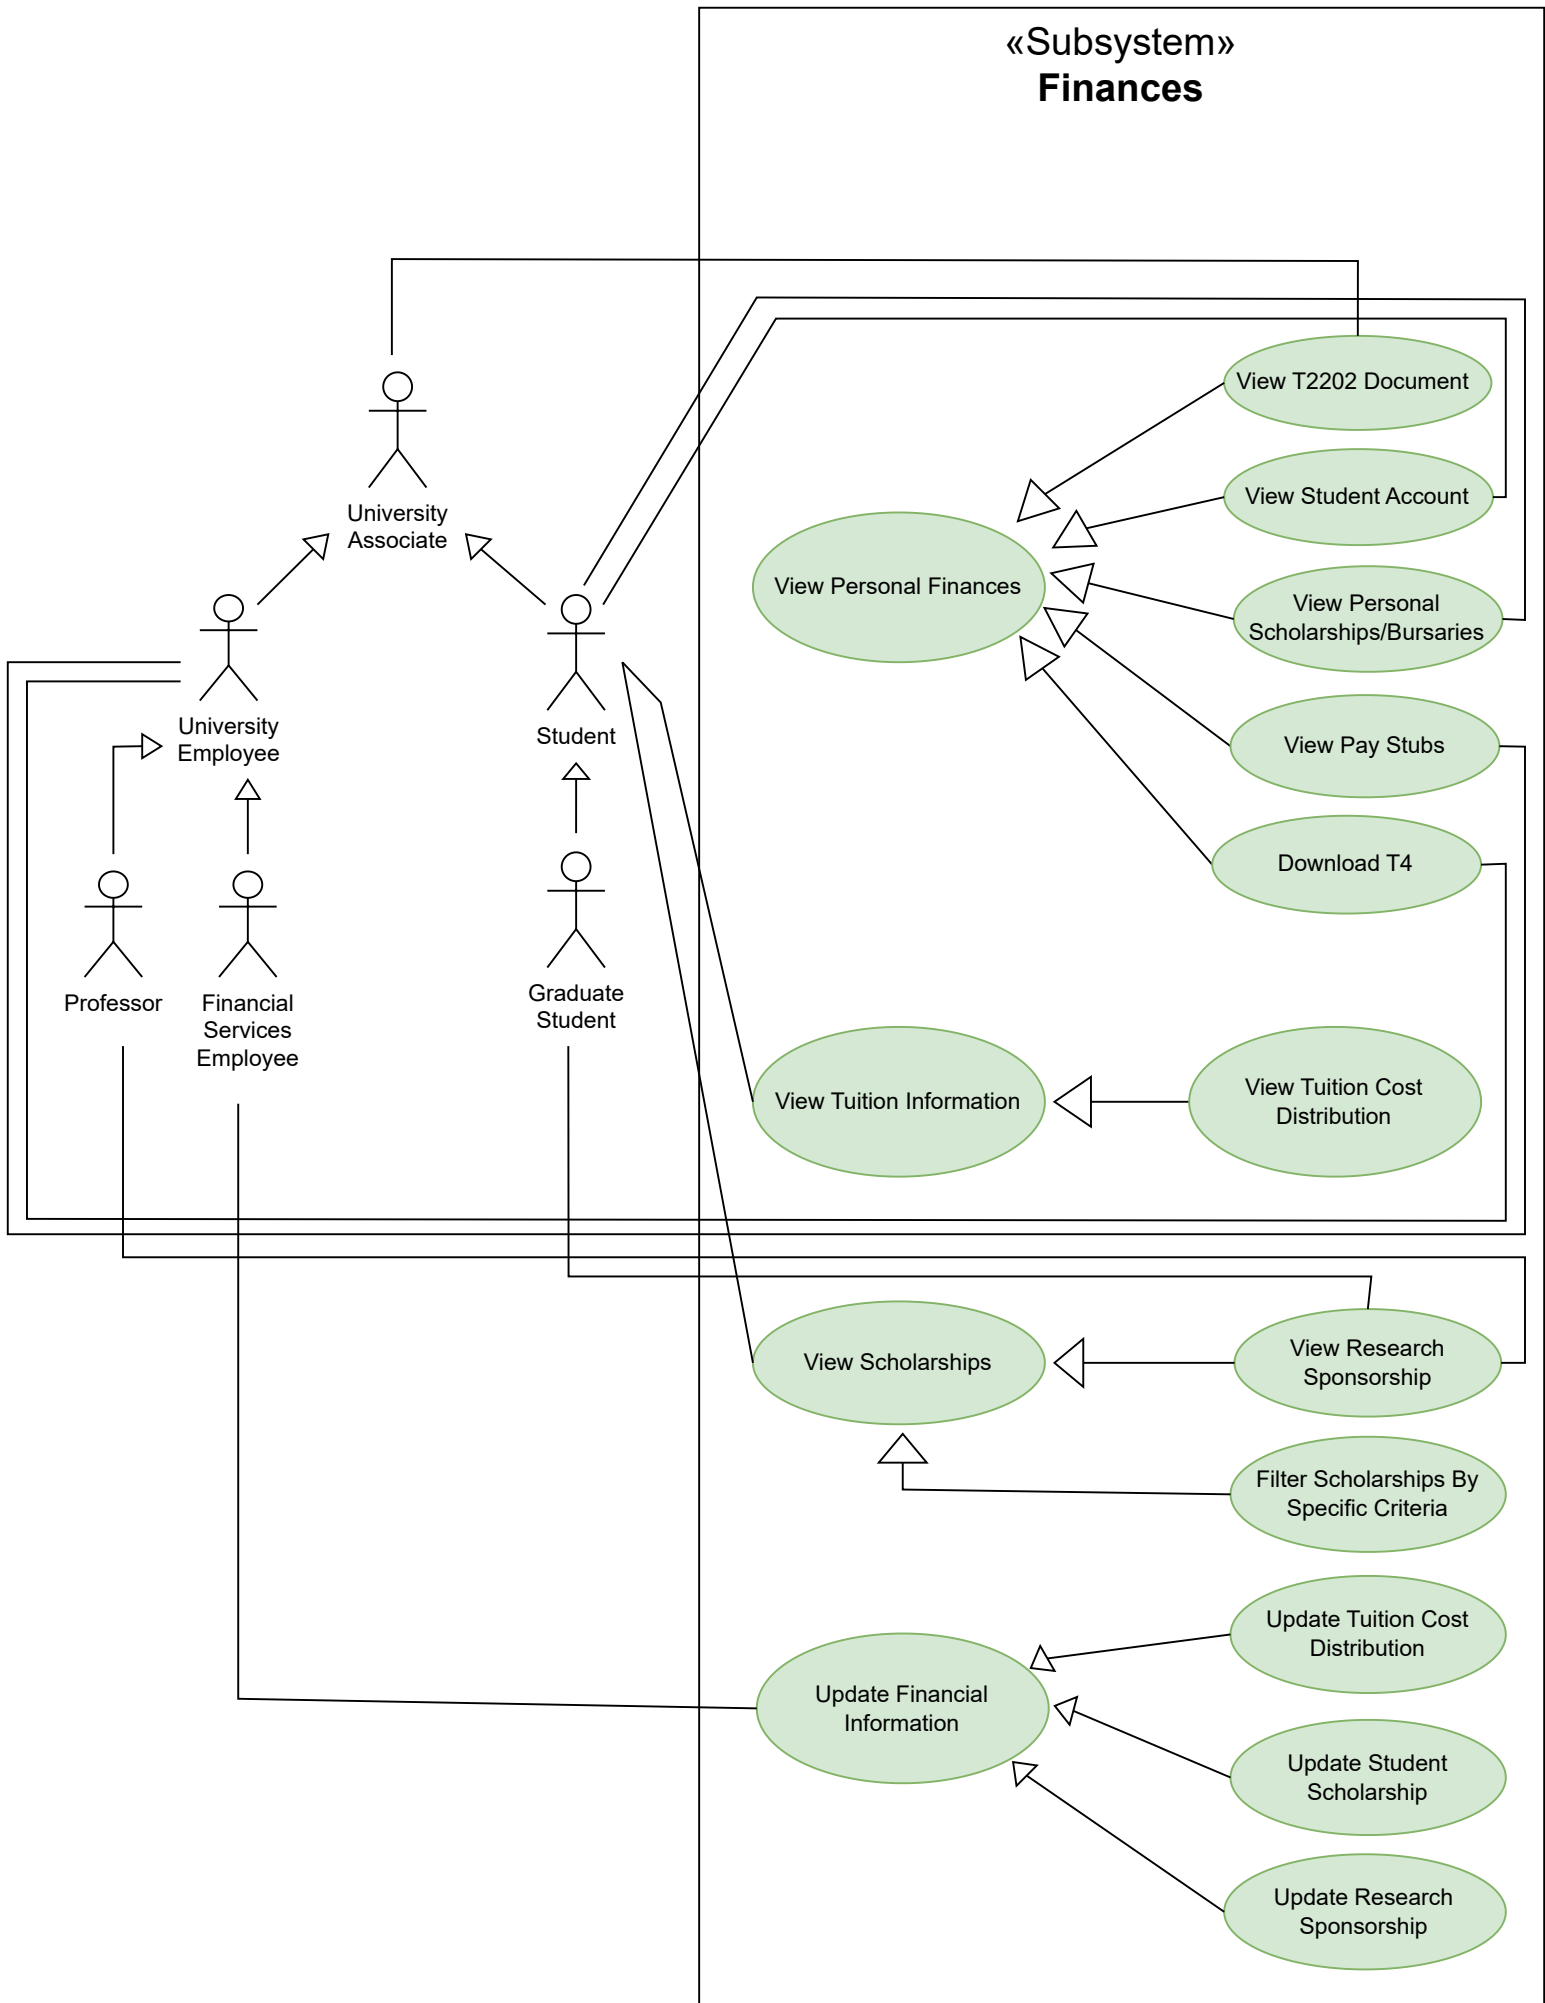 «Subsystem»
Finances
View T2202 Document
University
Associate
View Student Account
View Personal Finances
View Personal
Scholarships/Bursaries
University
Employee
Student
View Pay Stubs
Download T4
Professor
Financial
Services
Employee
Graduate
Student
View Tuition Information
View Tuition Cost
Distribution
View Scholarships
View Research
Sponsorship
Filter Scholarships By
Specific Criteria
Update Tuition Cost
Distribution
Update Financial
Information
Update Student
Scholarship
Update Research
Sponsorship